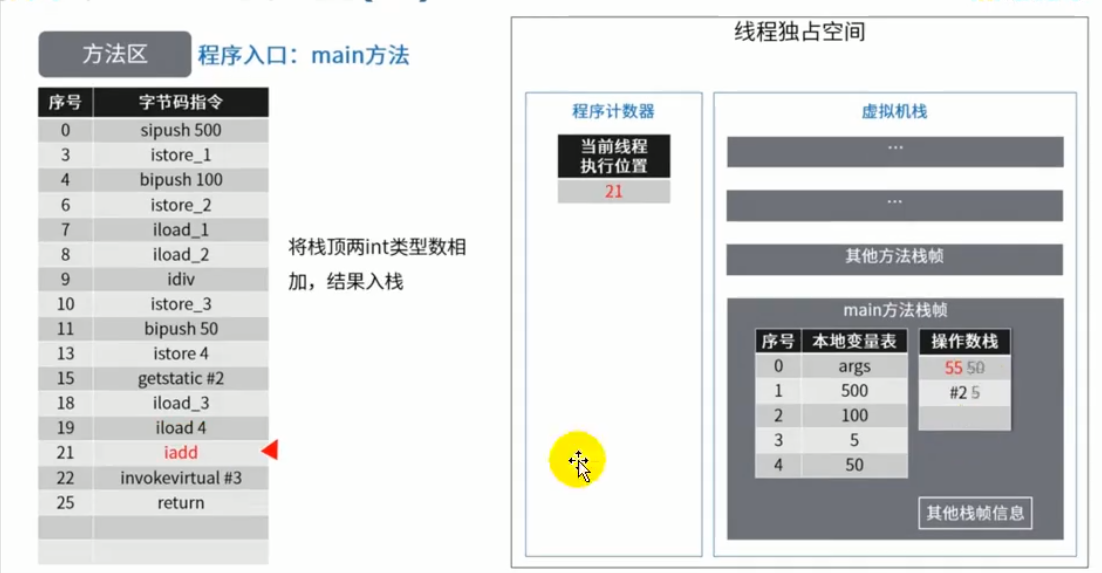 方法区 程序入口：main方法
序号 字节码指令
0 sipush 500
3 istore_1
4 bipush 100
6 istore_2
7 iload_1
8 iload_2
9 idiv
10 istore_3
11 bipush 50
13 istore 4
15 getstatic #2
18 iload_3
19 iload 4
21 iadd
22 invokevirtual #3
25 return
将栈顶两int类型数相
加，结果入栈
线程独占空间
程序计数器
当前线程
执行位置
21
虚拟机栈
...
...
其他方法栈帧
main方法栈帧
序号 本地变量表
0 args
1 500
2 100
3 5
4 50
操作数栈
55 50
#2 5
其他栈帧信息